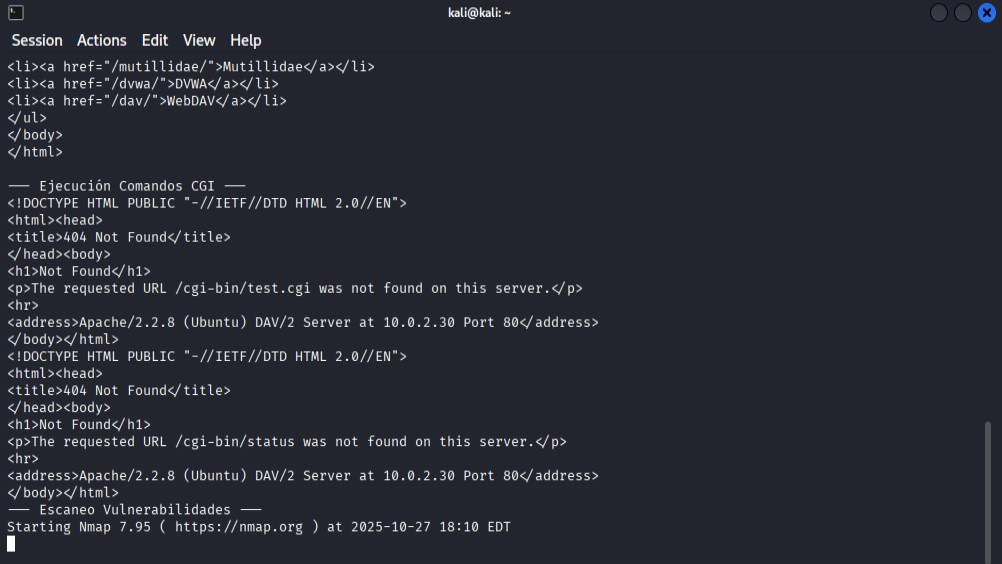 kali@kali: ~
Session Actions Edit View Help
<li><a href="/mutillidae/">Mutillidae</a></li>
<li><a href="/dvwa/">DVWA</a></li>
<li><a href="/dav/">WebDAV</a></li>
</ul>
</body>
</html>
--- Ejecución Comandos CGI ---
<!DOCTYPE HTML PUBLIC "-//IETF//DTD HTML 2.0//EN">
<html><head>
<title>404 Not Found</title>
</head><body>
<h1>Not Found</h1>
<p>The requested URL /cgi-bin/test.cgi was not found on this server.</p>
<hr>
<address>Apache/2.2.8 (Ubuntu) DAV/2 Server at 10.0.2.30 Port 80</address>
</body></html>
<!DOCTYPE HTML PUBLIC "-//IETF//DTD HTML 2.0//EN">
<html><head>
<title>404 Not Found</title>
</head><body>
<h1>Not Found</h1>
<p>The requested URL /cgi-bin/status was not found on this server.</p>
<hr>
<address>Apache/2.2.8 (Ubuntu) DAV/2 Server at 10.0.2.30 Port 80</address>
</body></html>
--- Escaneo Vulnerabilidades ---
Starting Nmap 7.95 ( https://nmap.org ) at 2025-10-27 18:10 EDT